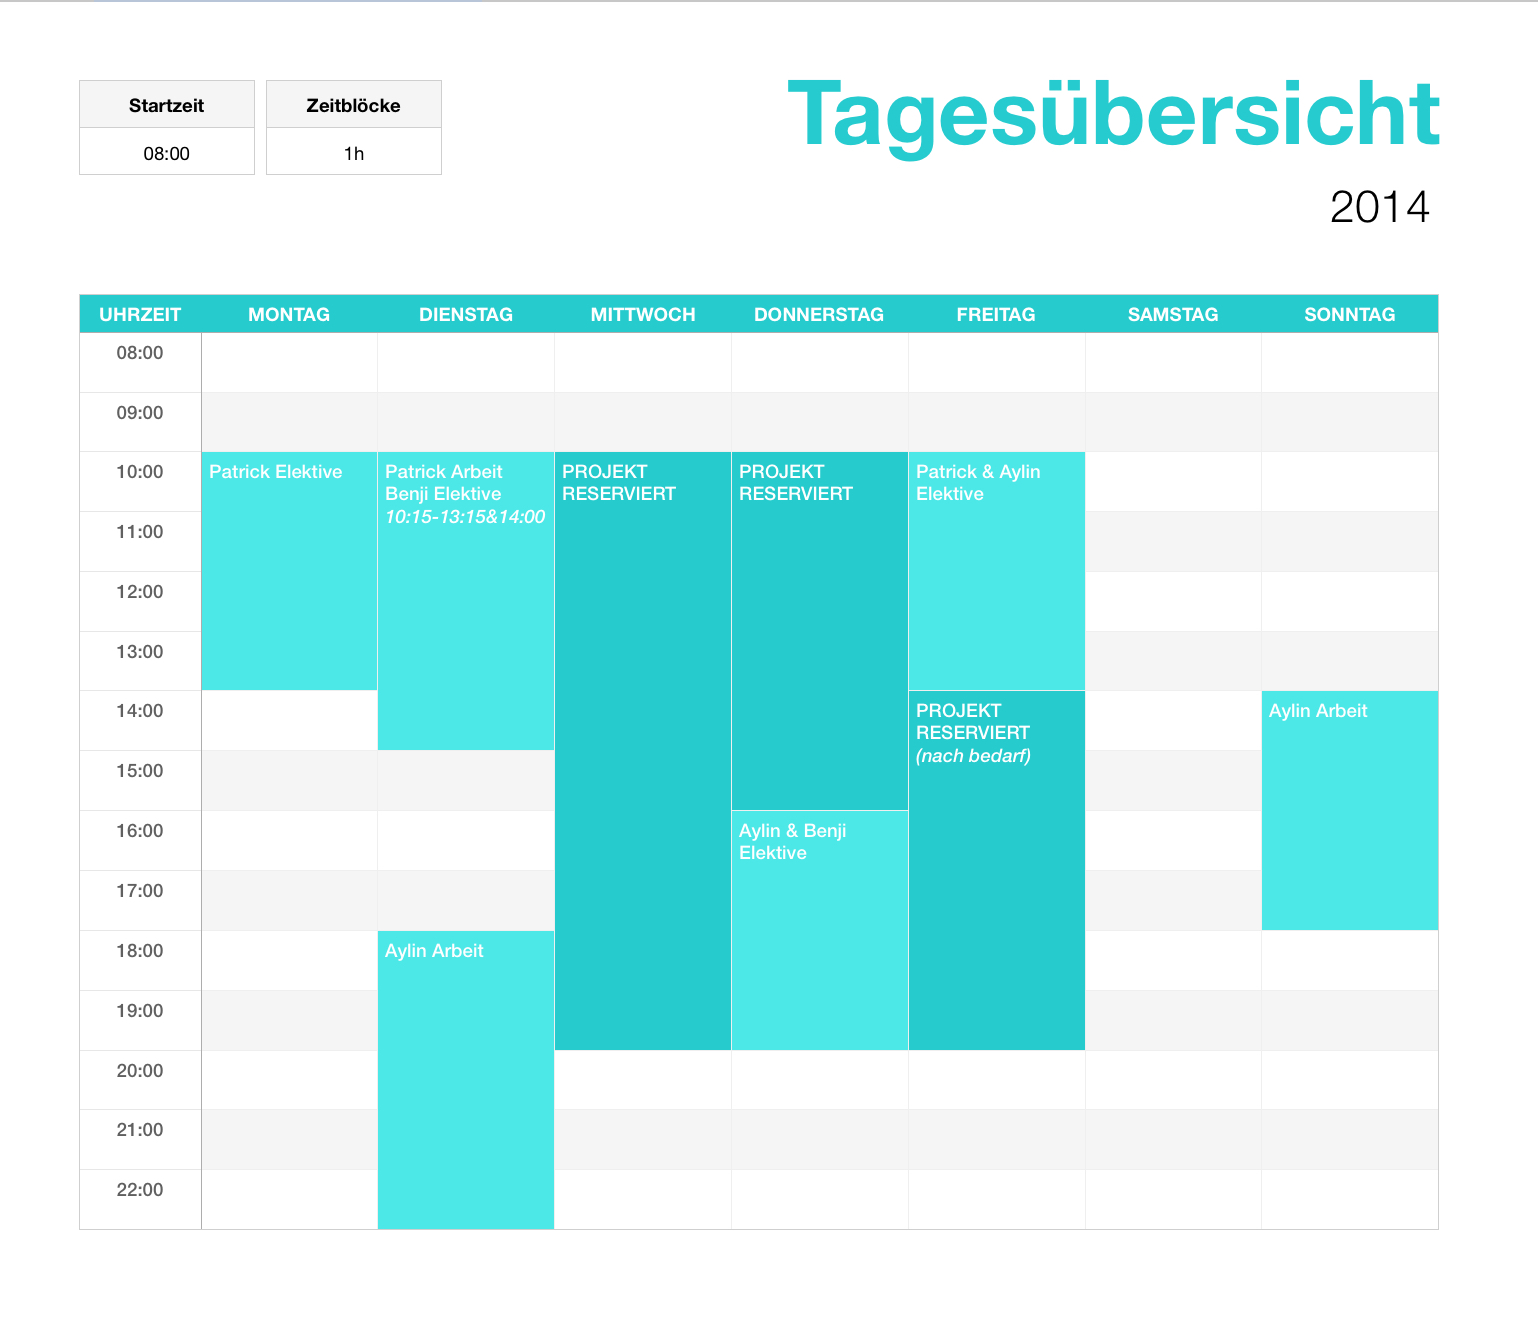 Startzeit
Zeitblöcke
08:00
1h
Tagesübersicht
2014
UHRZEIT
MONTAG
DIENSTAG
MITTWOCH
DONNERSTAG
FREITAG
SAMSTAG
SONNTAG
08:00
09:00
10:00
Patrick Elektive
Patrick Arbeit
Benji Elektive
10:15-13:15&14:00
PROJEKT
RESERVIERT
PROJEKT
RESERVIERT
Patrick & Aylin
Elektive
11:00
12:00
13:00
14:00
PROJEKT
RESERVIERT
(nach bedarf)
Aylin Arbeit
15:00
16:00
Aylin & Benji
Elektive
17:00
18:00
Aylin Arbeit
19:00
20:00
21:00
22:00